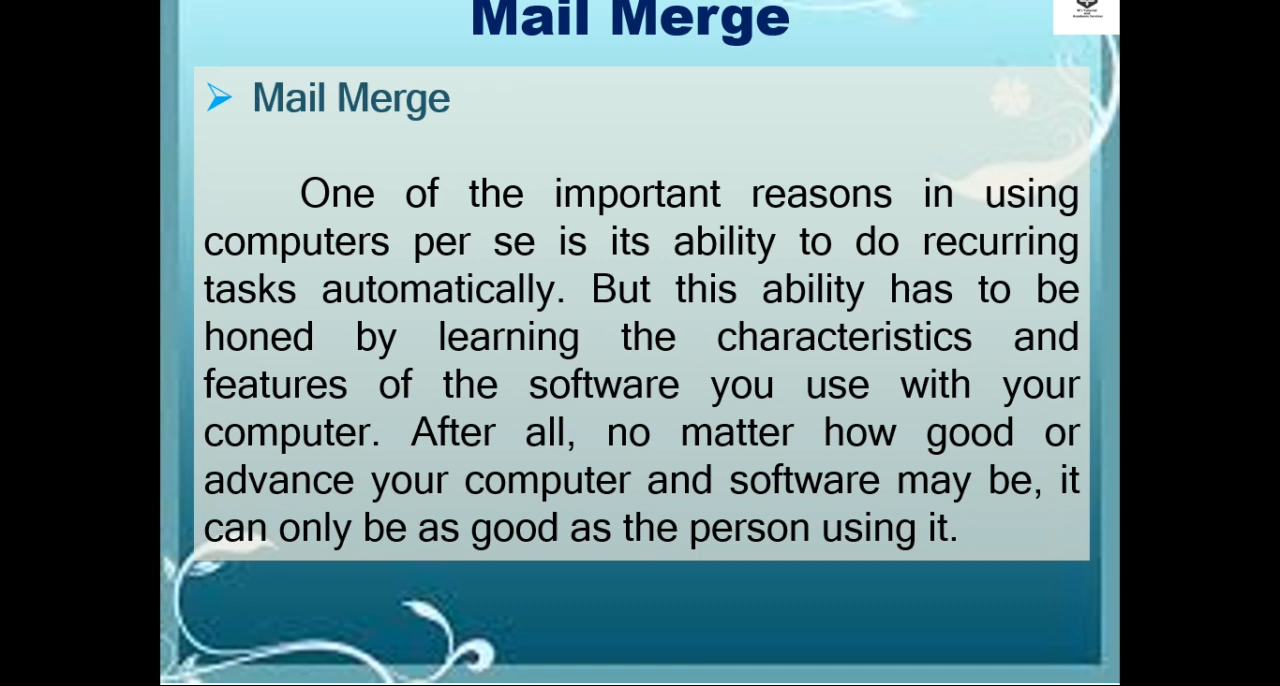 Mail Merge
Mail Merge
One of the important reasons in using
computers per se is its ability to do recurring
tasks automatically. But this ability has to be
honed by learning the characteristics and
features of the software you use with your
computer. After all, no matter how good or
advance your computer and software may be, it
can only be as good as the person using it.